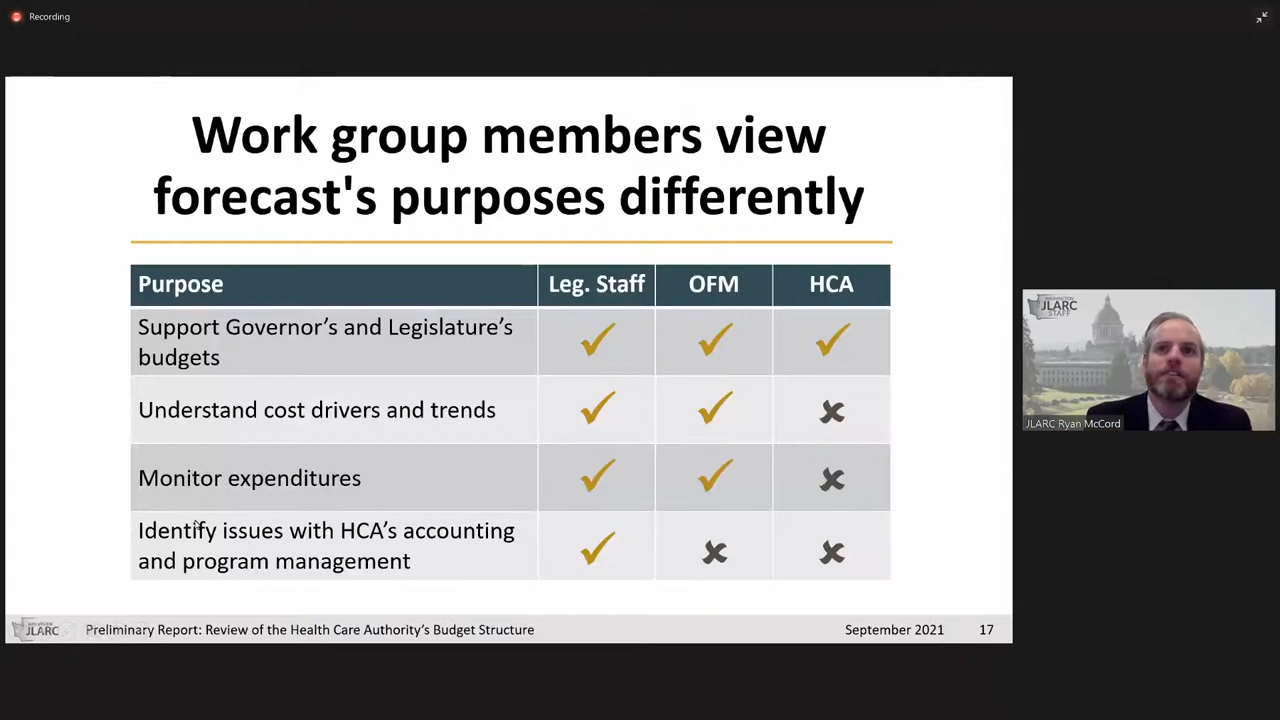 Recording
Work group members view
forecast's purposes differently
Purpose Leg. Staff OFM HCA
Support Governor’s and Legislature’s
budgets
Understand cost drivers and trends
Monitor expenditures
Identify issues with HCA’s accounting
and program management
JLARC
Preliminary Report: Review of the Health Care Authority’s Budget Structure September 2021 17
WASHINGTON
JLARC
STAFF
JLARC Ryan McCord